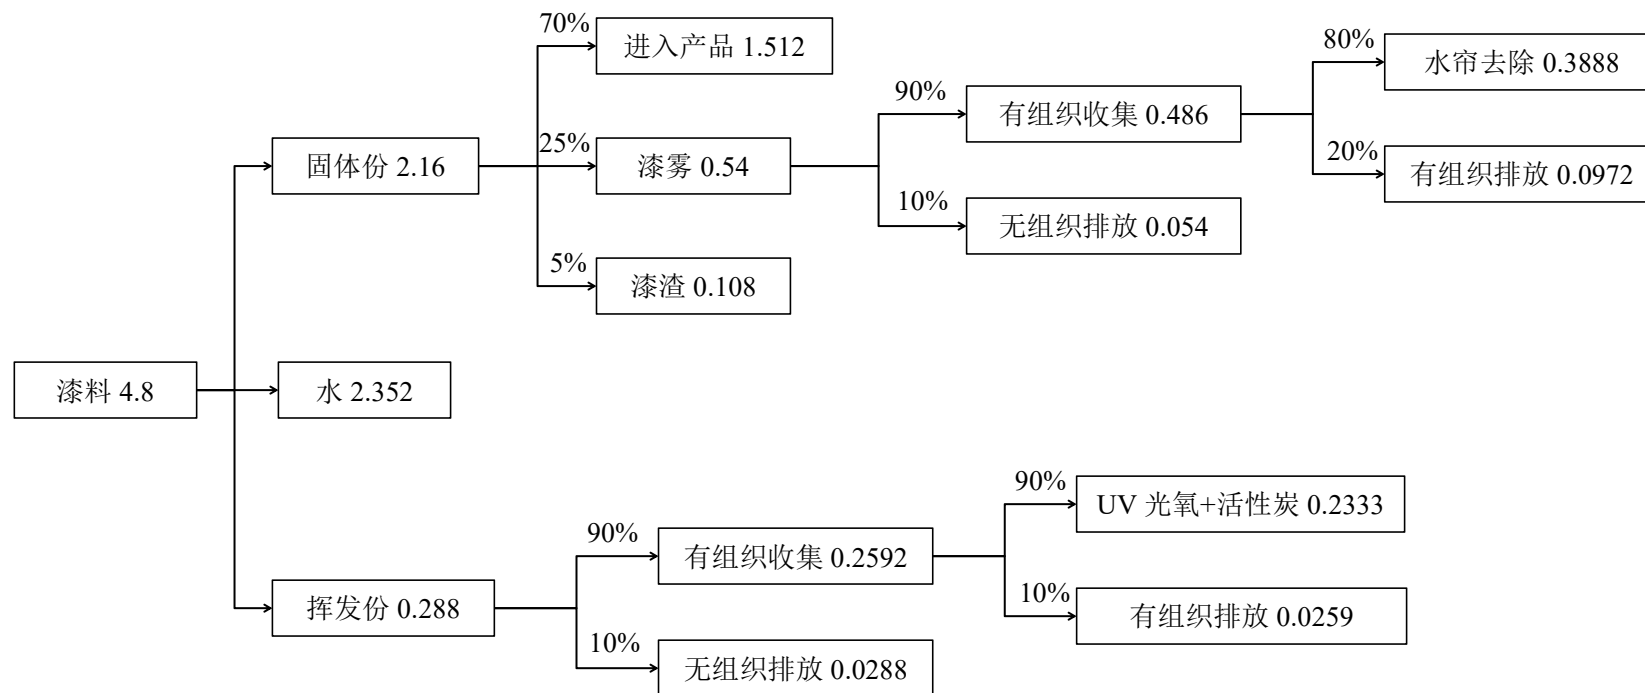 70%
进入产品 1.512
80%
水帘去除 0.3888
90%
有组织收集 0.486
固体份 2.16
25%
漆雾 0.54
20%
有组织排放 0.0972
10%
无组织排放 0.054
5%
漆渣 0.108
漆料 4.8
水 2.352
90%
UV 光氧+活性炭 0.2333
90%
有组织收集 0.2592
10%
有组织排放 0.0259
挥发份 0.288
10%
无组织排放 0.0288